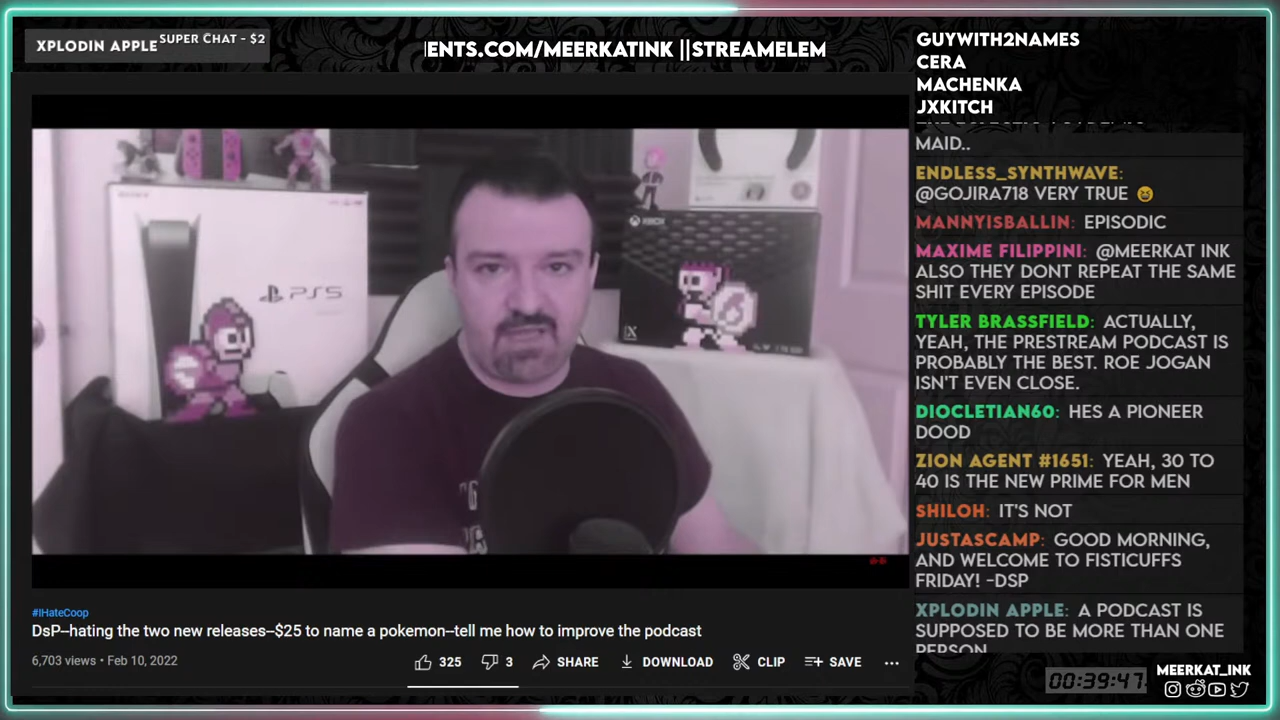 XPLODIN APPLE SUPER CHAT - $2
ENTS.COM/MEERKATINK ||STREAMELEM
GUYWITH2NAMES
CERA
MACHENKA
JXKITCH
MAID..
ENDLESS_SYNTHWAVE:
@GOJIRA718 VERY TRUE
MANNYISBALLIN: EPISODIC
MAXIME FILIPPINI: @MEERKAT INK
ALSO THEY DONT REPEAT THE SAME
SHIT EVERY EPISODE
TYLER BRASSFIELD: ACTUALLY,
YEAH, THE PRESTREAM PODCAST IS
PROBABLY THE BEST. ROE JOGAN
ISN'T EVEN CLOSE.
DIOCLETIAN60: HES A PIONEER
DOOD
ZION AGENT #1651: YEAH, 30 TO
40 IS THE NEW PRIME FOR MEN
SHILOH: IT'S NOT
JUSTASCAMP: GOOD MORNING,
AND WELCOME TO FISTICUFFS
FRIDAY! -DSP
XPLODIN APPLE: A PODCAST IS
SUPPOSED TO BE MORE THAN ONE
PERSON
SONY
PS5
XBOX
#IHateCoop
DsP--hating the two new releases--$25 to name a pokemon--tell me how to improve the podcast
6,703 views • Feb 10, 2022
325
3
SHARE
DOWNLOAD
CLIP
SAVE
00:39:47
MEERKAT_INK